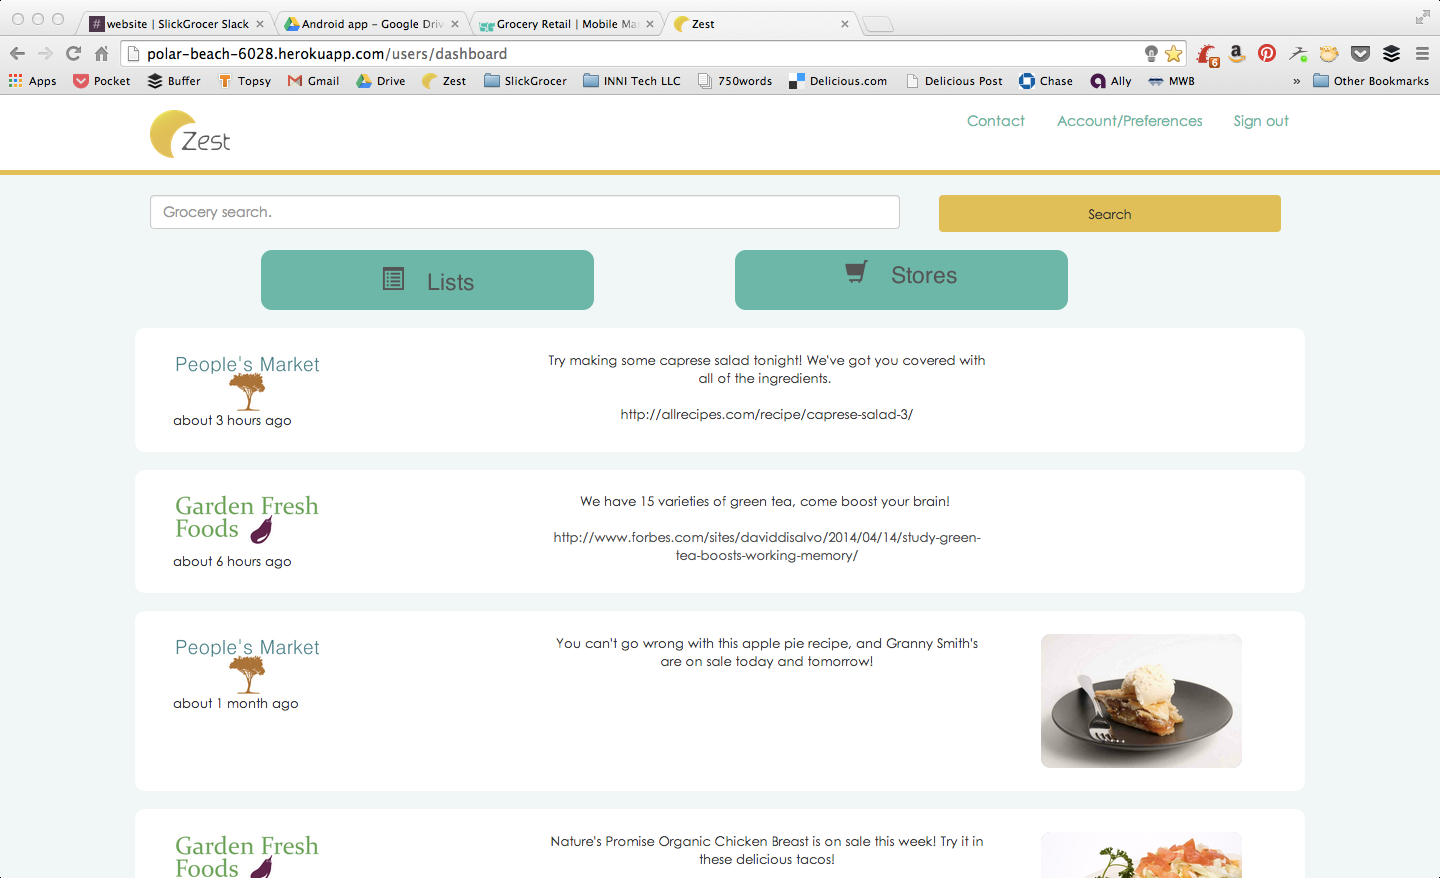 website | SlickGrocer Slack
Android app – Google Driv
Grocery Retail | Mobile Ma
Zest
polar-beach-6028.herokuapp.com/users/dashboard
6
Apps Pocket Buffer Topsy Gmail Drive Zest SlickGrocer INNI Tech LLC 750words Delicious.com Delicious Post Chase Ally MWB » Other Bookmarks
Zest
Contact Account/Preferences Sign out
Grocery search. Search
Lists Stores
People's Market
about 3 hours ago
Try making some caprese salad tonight! We've got you covered with
all of the ingredients.
http://allrecipes.com/recipe/caprese-salad-3/
Garden Fresh
Foods
about 6 hours ago
We have 15 varieties of green tea, come boost your brain!
http://www.forbes.com/sites/daviddisalvo/2014/04/14/study-green-
tea-boosts-working-memory/
People's Market
about 1 month ago
You can't go wrong with this apple pie recipe, and Granny Smith's
are on sale today and tomorrow!
Garden Fresh
Foods
Nature's Promise Organic Chicken Breast is on sale this week! Try it in
these delicious tacos!